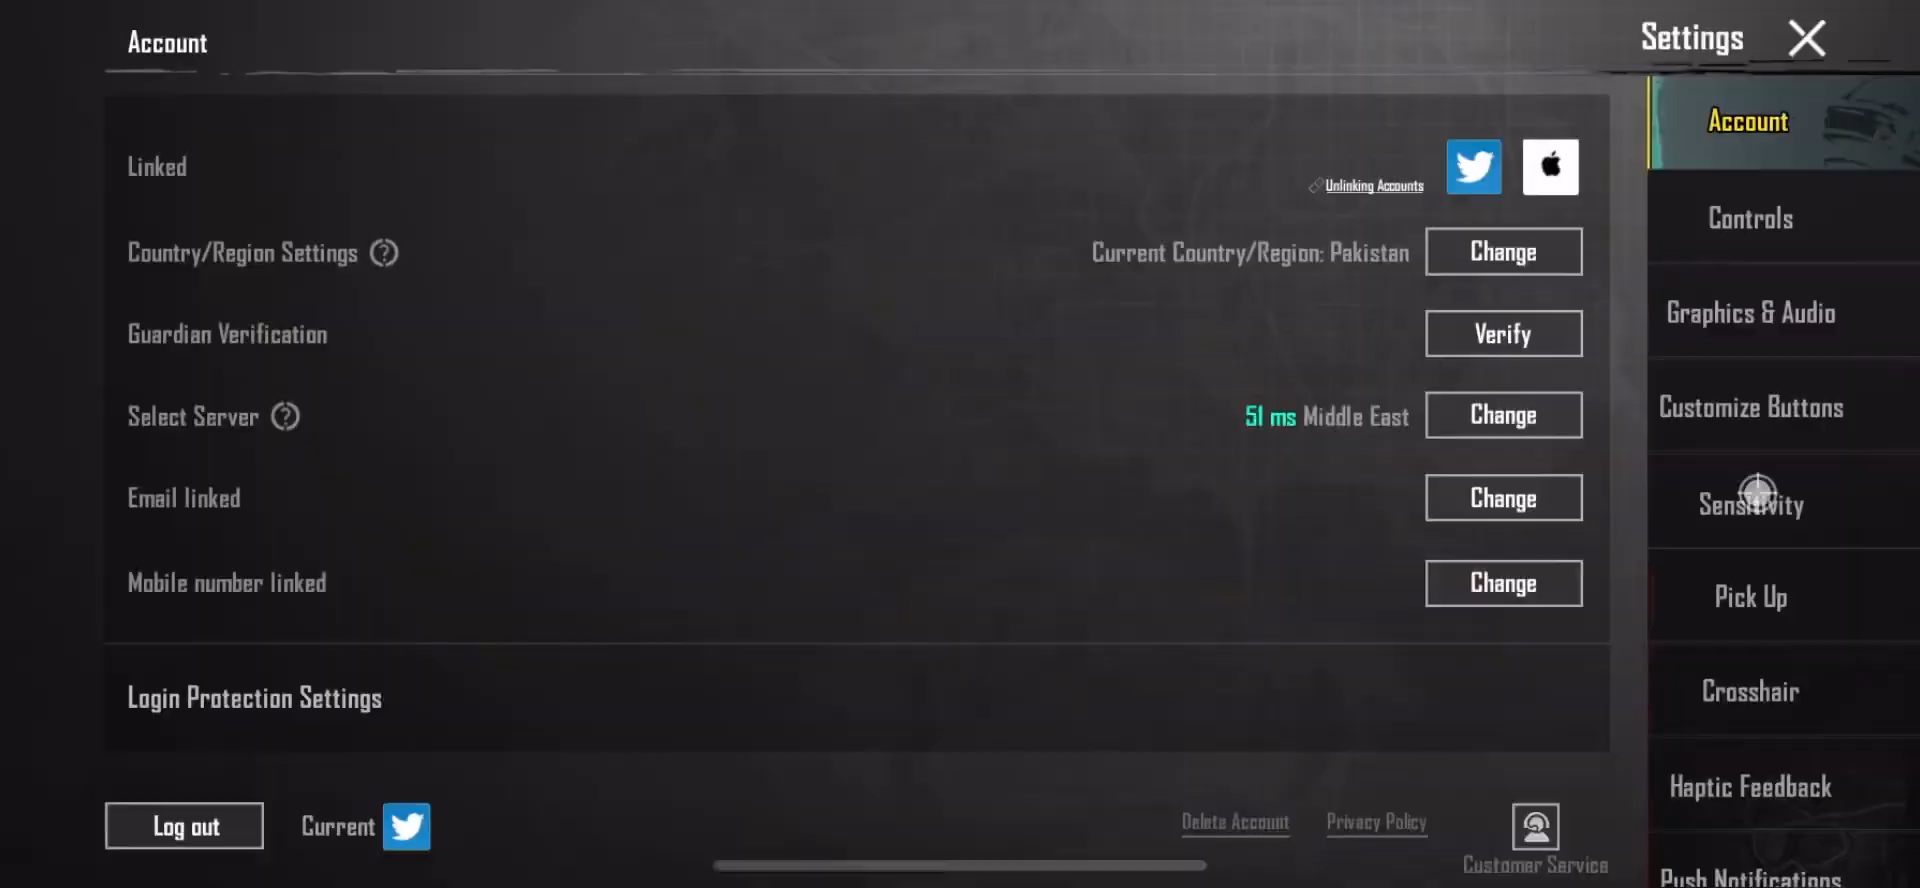 Account
Settings
Linked
Unlinking Accounts
Country/Region Settings ?
Current Country/Region: Pakistan
Change
Guardian Verification
Verify
Select Server ?
51 ms Middle East
Change
Email linked
Change
Mobile number linked
Change
Login Protection Settings
Log out
Current
Delete Account
Privacy Policy
Customer Service
Account
Controls
Graphics & Audio
Customize Buttons
Sensitivity
Pick Up
Crosshair
Haptic Feedback
Push Notifications